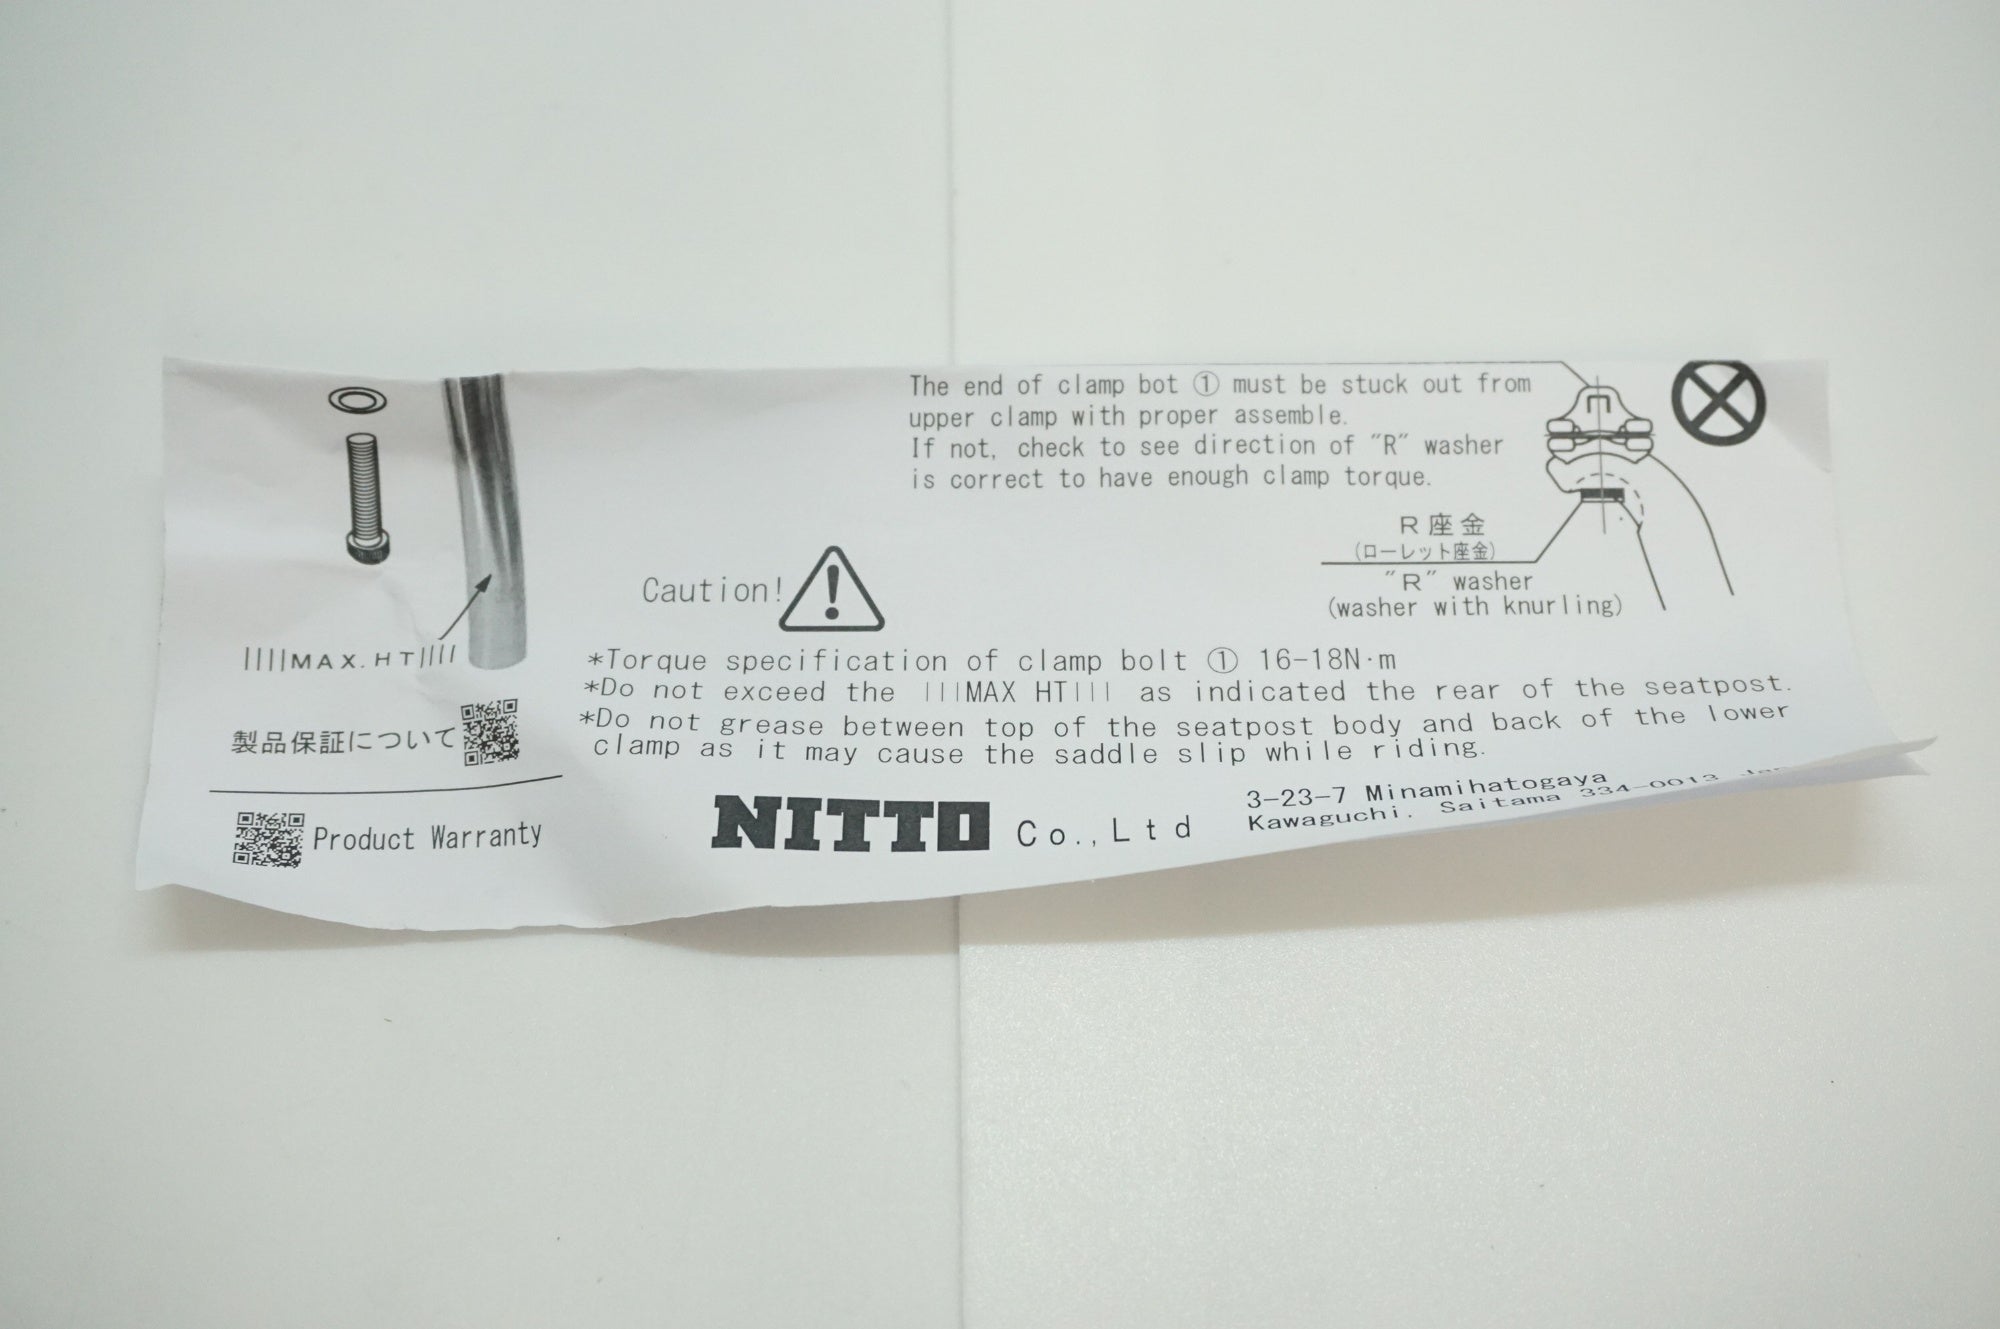 The end of clamp bot ① must be stuck out from
upper clamp with proper assemble.
If not, check to see direction of "R" washer
is correct to have enough clamp torque.
R座金
(ローレット座金)
"R" washer
(washer with knurling)
||||MAX.HT||||
Caution!
*Torque specification of clamp bolt ① 16-18N·m
*Do not exceed the |||MAX HT||| as indicated the rear of the seatpost.
*Do not grease between top of the seatpost body and back of the lower
clamp as it may cause the saddle slip while riding.
製品保証について
Product Warranty
NITTO Co.,Ltd
3-23-7 Minamihatogaya
Kawaguchi. Saitama 334-0013